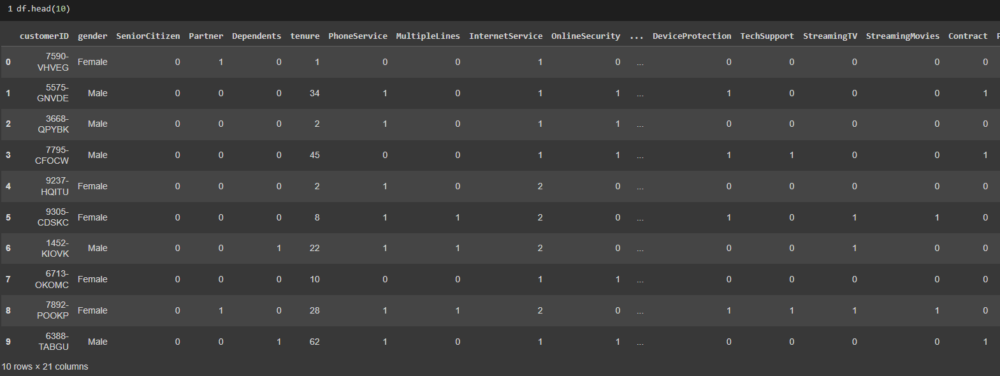 1 df.head(10)
customerID gender SeniorCitizen Partner Dependents tenure PhoneService MultipleLines InternetService OnlineSecurity ... DeviceProtection TechSupport StreamingTV StreamingMovies Contract
0 7590-VHVEG Female 0 1 0 1 0 0 1 0 ... 0 0 0 0 0
1 5575-GNVDE Male 0 0 0 34 1 0 1 1 ... 1 0 0 0 1
2 3668-QPYBK Male 0 0 0 2 1 0 1 1 ... 0 0 0 0 0
3 7795-CFOCW Male 0 0 0 45 0 0 1 1 ... 1 1 0 0 1
4 9237-HQITU Female 0 0 0 2 1 0 2 0 ... 0 0 0 0 0
5 9305-CDSKC Female 0 0 0 8 1 1 2 0 ... 1 0 1 1 0
6 1452-KIOVK Male 0 0 1 22 1 1 2 0 ... 0 0 1 0 0
7 6713-OKOMC Female 0 0 0 10 0 0 1 1 ... 0 0 0 0 0
8 7892-POOKP Female 0 1 0 28 1 1 2 0 ... 1 1 1 1 0
9 6388-TABGU Male 0 0 1 62 1 0 1 1 ... 0 0 0 0 1
10 rows × 21 columns